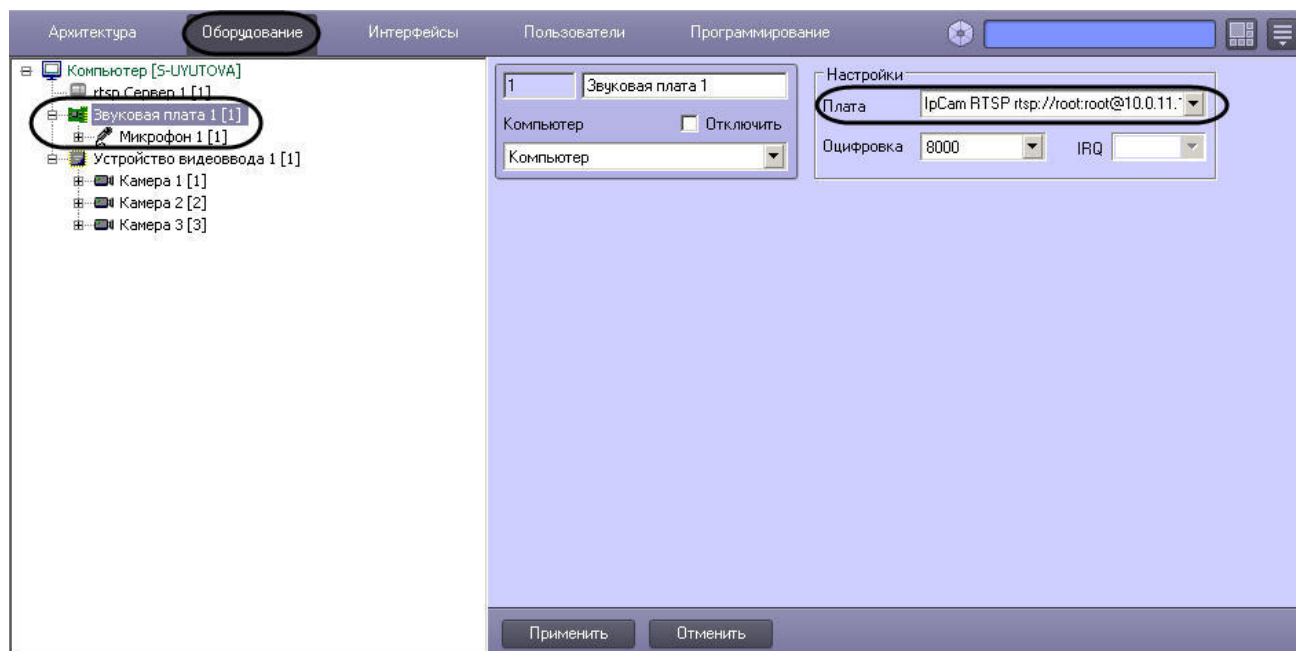 Архитектура Оборудование Интерфейсы Пользователи Программирование
Компьютер [S-UYUTOVA]
rtsp Сервер 1 [1]
Звуковая плата 1 [1]
Микрофон 1 [1]
Устройство видеоввода 1 [1]
Камера 1 [1]
Камера 2 [2]
Камера 3 [3]
1 Звуковая плата 1
Компьютер Отключить
Компьютер
Настройки
Плата IpCam RTSP rtsp://root:root@10.0.11.
Оцифровка 8000 IRQ
Применить Отменить